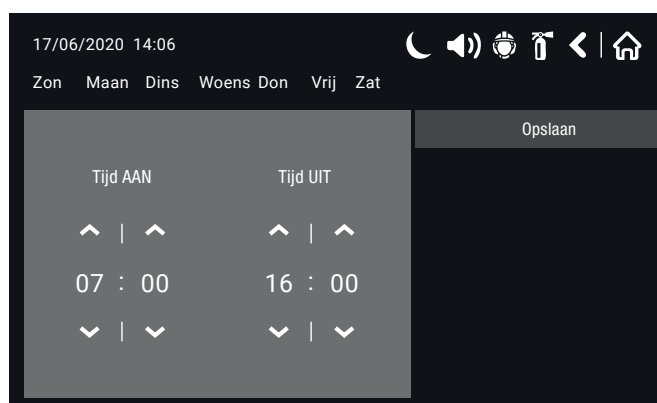 17/06/2020 14:06
Zon Maan Dins Woens Don Vrij Zat
Opslaan
Tijd AAN Tijd UIT
07 : 00 16 : 00